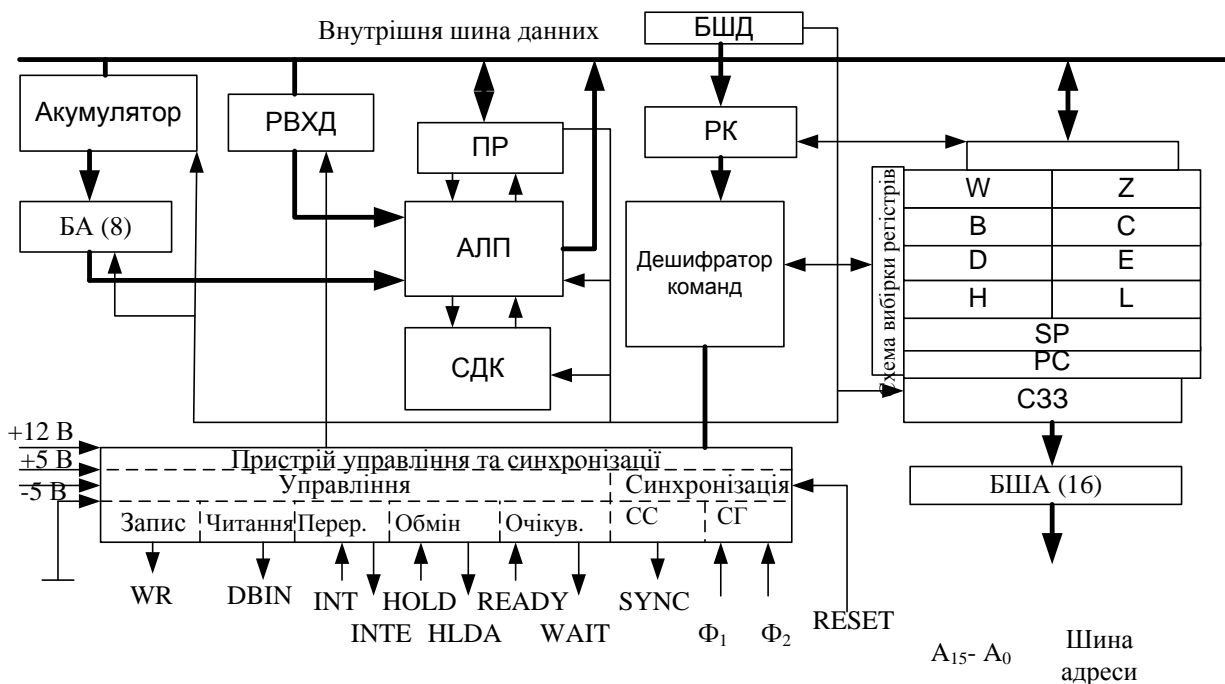 Внутрішня шина данних
БШД
Акумулятор
РВХД
ПР
РК
БА (8)
АЛП
Дешифратор
команд
СДК
Схема вибірки регістрів
W
Z
B
C
D
E
H
L
SP
PC
СЗЗ
БША (16)
+12 В
+5 В
-5 В
Пристрій управління та синхронізації
Управління
Синхронізація
Запис
Читання
Перер.
Обмін
Очікув.
СС
СГ
WR
DBIN
INT
HOLD
READY
SYNC
INTE
HLDA
WAIT
Ф1
Ф2
RESET
A15- A0
Шина
адреси